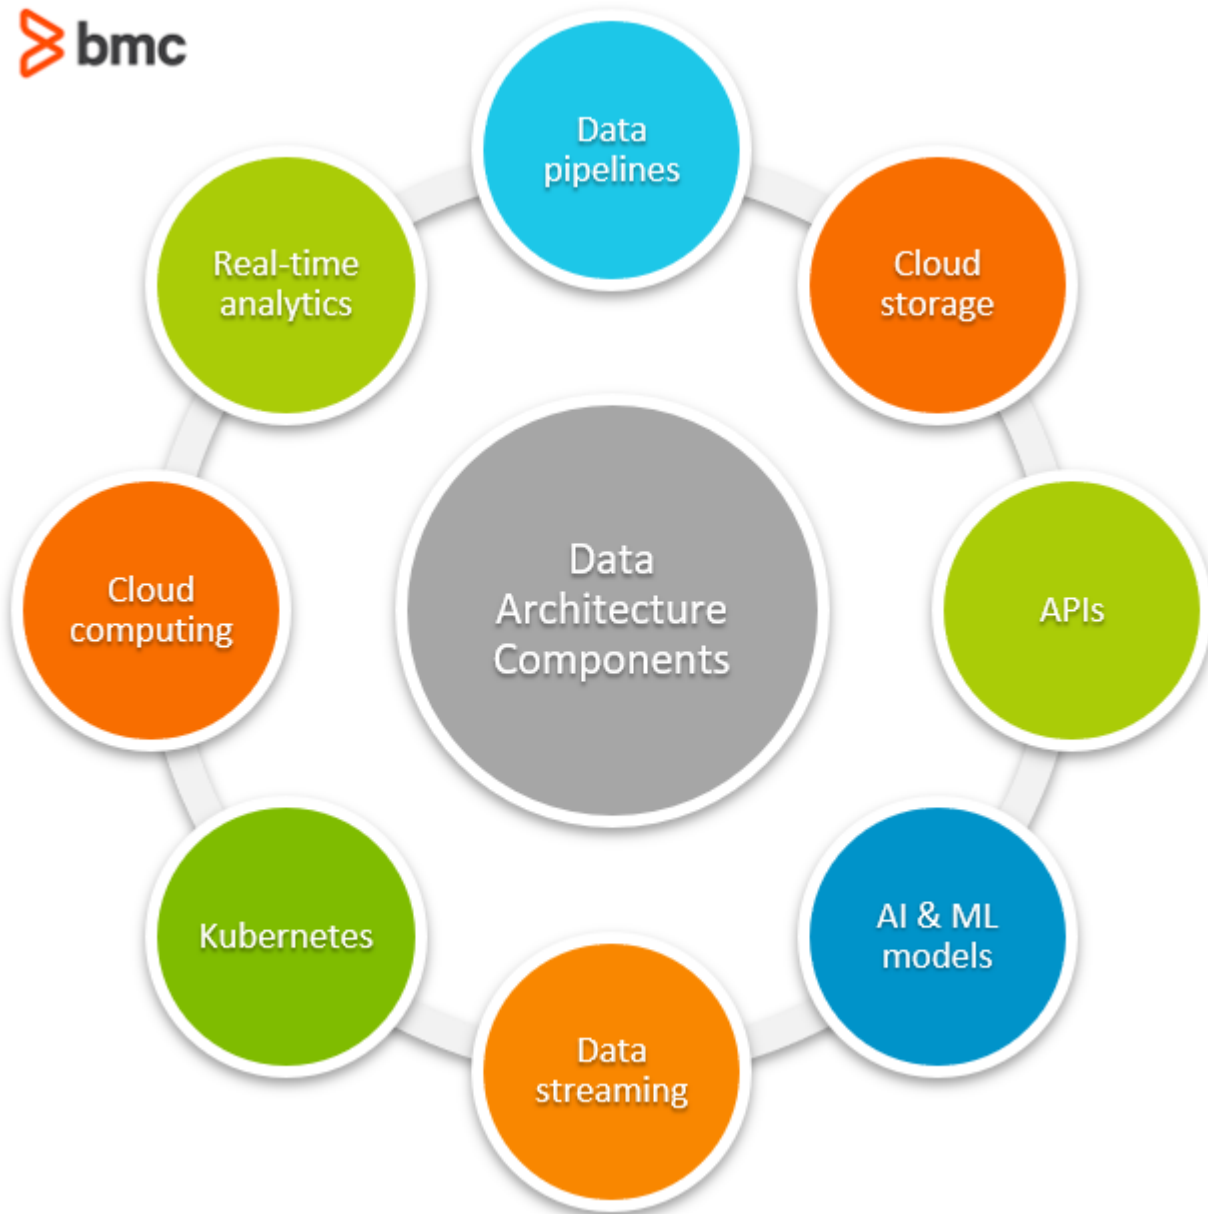 bmc
Data
pipelines
Cloud
storage
APIs
AI & ML
models
Data
streaming
Kubernetes
Cloud
computing
Real-time
analytics
Data
Architecture
Components